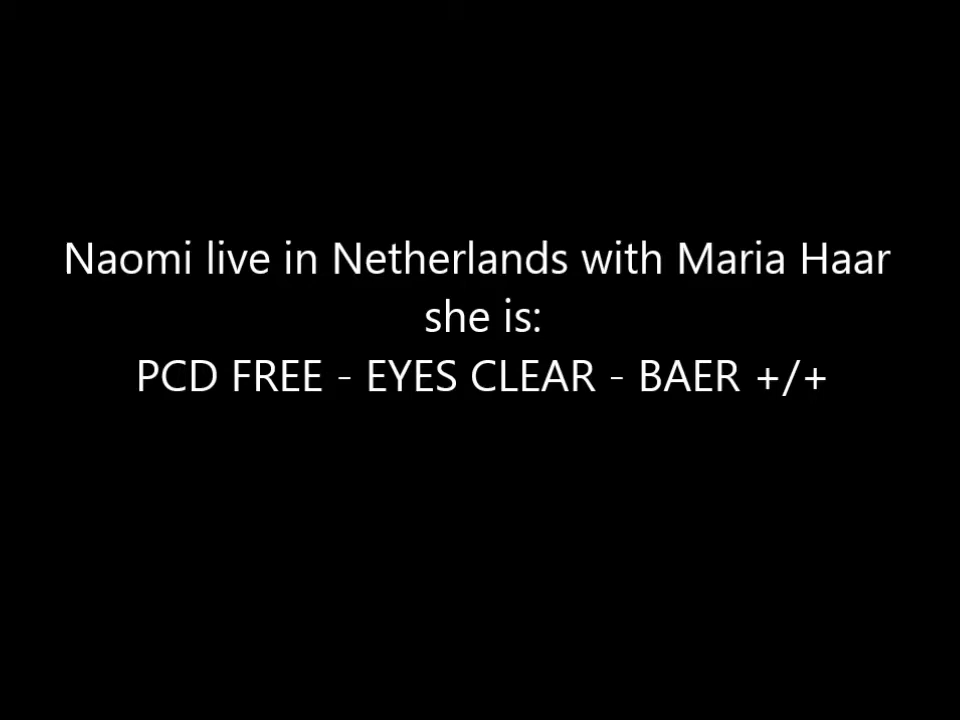 Naomi live in Netherlands with Maria Haar
she is:
PCD FREE - EYES CLEAR - BAER +/+